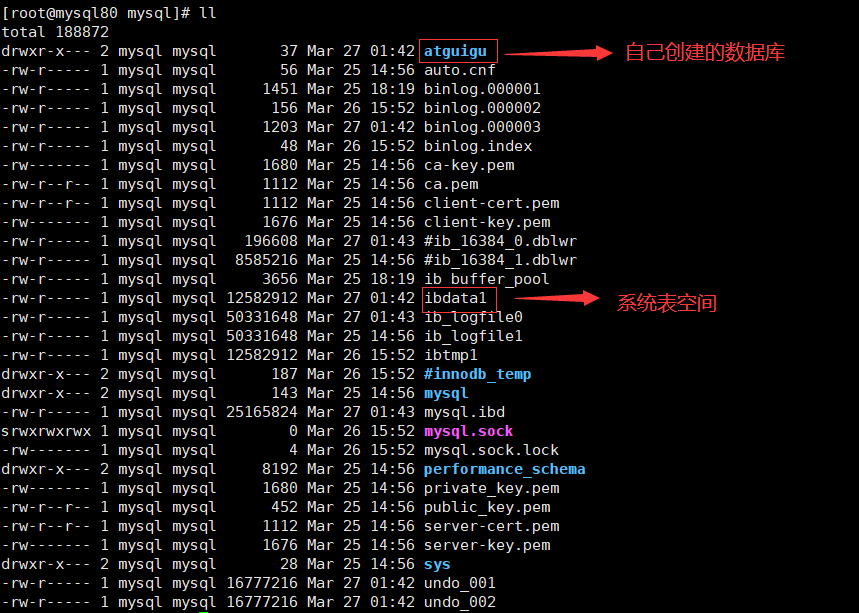 [root@mysql80 mysql]# ll
total 188872
drwxr-x--- 2 mysql mysql       37 Mar 27 01:42 atguigu 自己创建的数据库
-rw-r----- 1 mysql mysql       56 Mar 25 14:56 auto.cnf
-rw-r----- 1 mysql mysql     1451 Mar 25 18:19 binlog.000001
-rw-r----- 1 mysql mysql      156 Mar 26 15:52 binlog.000002
-rw-r----- 1 mysql mysql     1203 Mar 27 01:42 binlog.000003
-rw-r----- 1 mysql mysql       48 Mar 26 15:52 binlog.index
-rw------- 1 mysql mysql     1680 Mar 25 14:56 ca-key.pem
-rw-r--r-- 1 mysql mysql     1112 Mar 25 14:56 ca.pem
-rw-r--r-- 1 mysql mysql     1112 Mar 25 14:56 client-cert.pem
-rw------- 1 mysql mysql     1676 Mar 25 14:56 client-key.pem
-rw-r----- 1 mysql mysql   196608 Mar 27 01:43 #ib_16384_0.dblwr
-rw-r----- 1 mysql mysql  8585216 Mar 25 14:56 #ib_16384_1.dblwr
-rw-r----- 1 mysql mysql     3656 Mar 25 18:19 ib_buffer_pool
-rw-r----- 1 mysql mysql 12582912 Mar 27 01:42 ibdata1 系统表空间
-rw-r----- 1 mysql mysql 50331648 Mar 27 01:43 ib_logfile0
-rw-r----- 1 mysql mysql 50331648 Mar 25 14:56 ib_logfile1
-rw-r----- 1 mysql mysql 12582912 Mar 26 15:52 ibtmp1
drwxr-x--- 2 mysql mysql      187 Mar 26 15:52 #innodb_temp
drwxr-x--- 2 mysql mysql      143 Mar 25 14:56 mysql
-rw-r----- 1 mysql mysql 25165824 Mar 27 01:43 mysql.ibd
srwxrwxrwx 1 mysql mysql        0 Mar 26 15:52 mysql.sock
-rw------- 1 mysql mysql        4 Mar 26 15:52 mysql.sock.lock
drwxr-x--- 2 mysql mysql     8192 Mar 25 14:56 performance_schema
-rw------- 1 mysql mysql     1680 Mar 25 14:56 private_key.pem
-rw-r--r-- 1 mysql mysql      452 Mar 25 14:56 public_key.pem
-rw-r--r-- 1 mysql mysql     1112 Mar 25 14:56 server-cert.pem
-rw------- 1 mysql mysql     1676 Mar 25 14:56 server-key.pem
drwxr-x--- 2 mysql mysql       28 Mar 25 14:56 sys
-rw-r----- 1 mysql mysql 16777216 Mar 27 01:42 undo_001
-rw-r----- 1 mysql mysql 16777216 Mar 27 01:42 undo_002